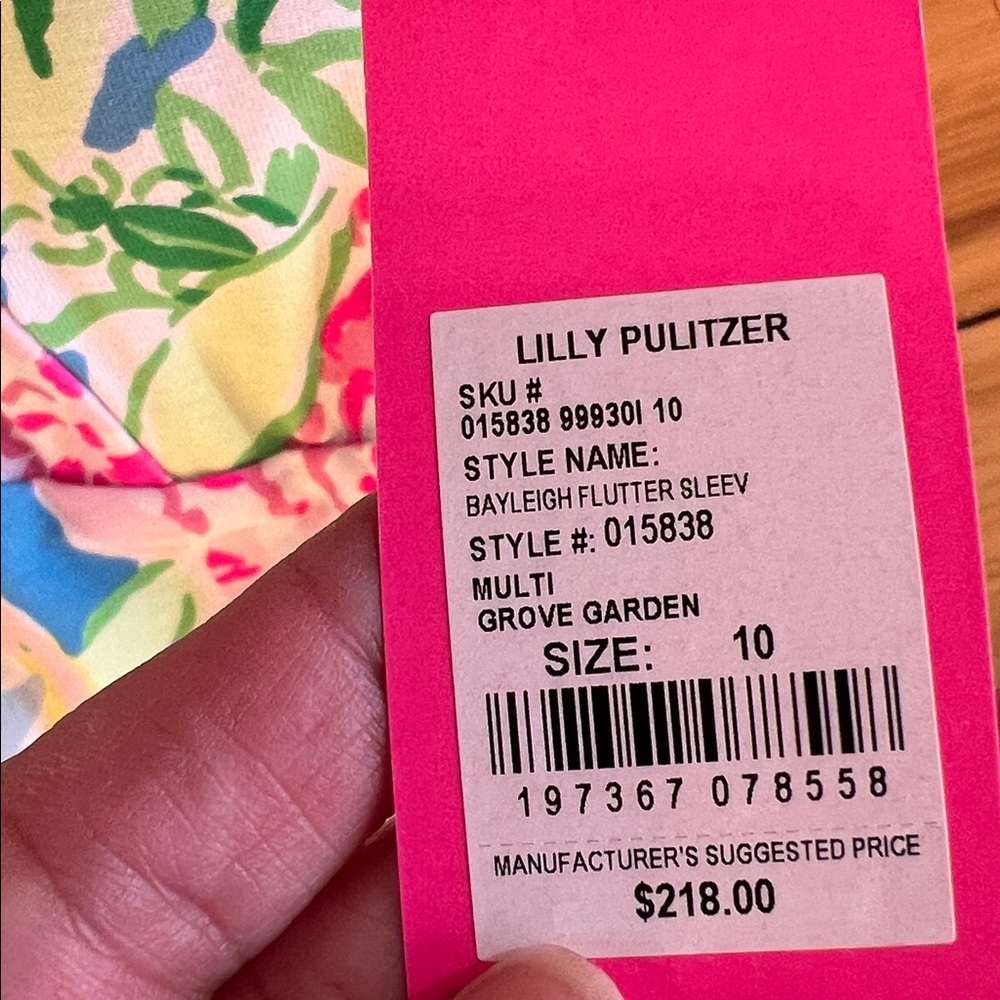 LILLY PULITZER
SKU #
015838 99930I 10
STYLE NAME:
BAYLEIGH FLUTTER SLEEV
STYLE #: 015838
MULTI
GROVE GARDEN
SIZE: 10
197367 078558
MANUFACTURER'S SUGGESTED PRICE
$218.00